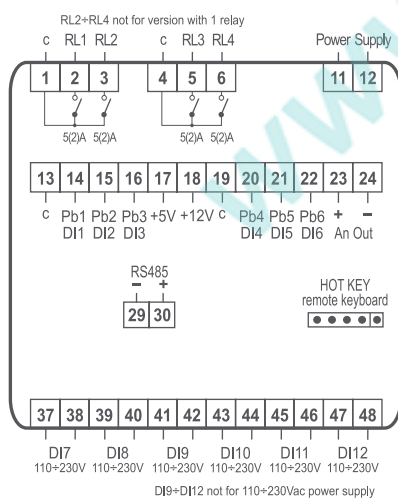 RL2÷RL4 not for version with 1 relay
c RL1 RL2 c RL3 RL4 Power Supply
1 2 3 4 5 6 11 12
5(2)A 5(2)A 5(2)A 5(2)A
13 14 15 16 17 18 19 20 21 22 23 24
c Pb1 Pb2 Pb3 +5V +12V c Pb4 Pb5 Pb6 + −
DI1 DI2 DI3 DI4 DI5 DI6 An Out
RS485
− +
29 30
HOT KEY
remote keyboard
37 38 39 40 41 42 43 44 45 46 47 48
DI7 DI8 DI9 DI10 DI11 DI12
110÷230V 110÷230V 110÷230V 110÷230V 110÷230V 110÷230V
DI9÷DI12 not for 110÷230Vac power supply